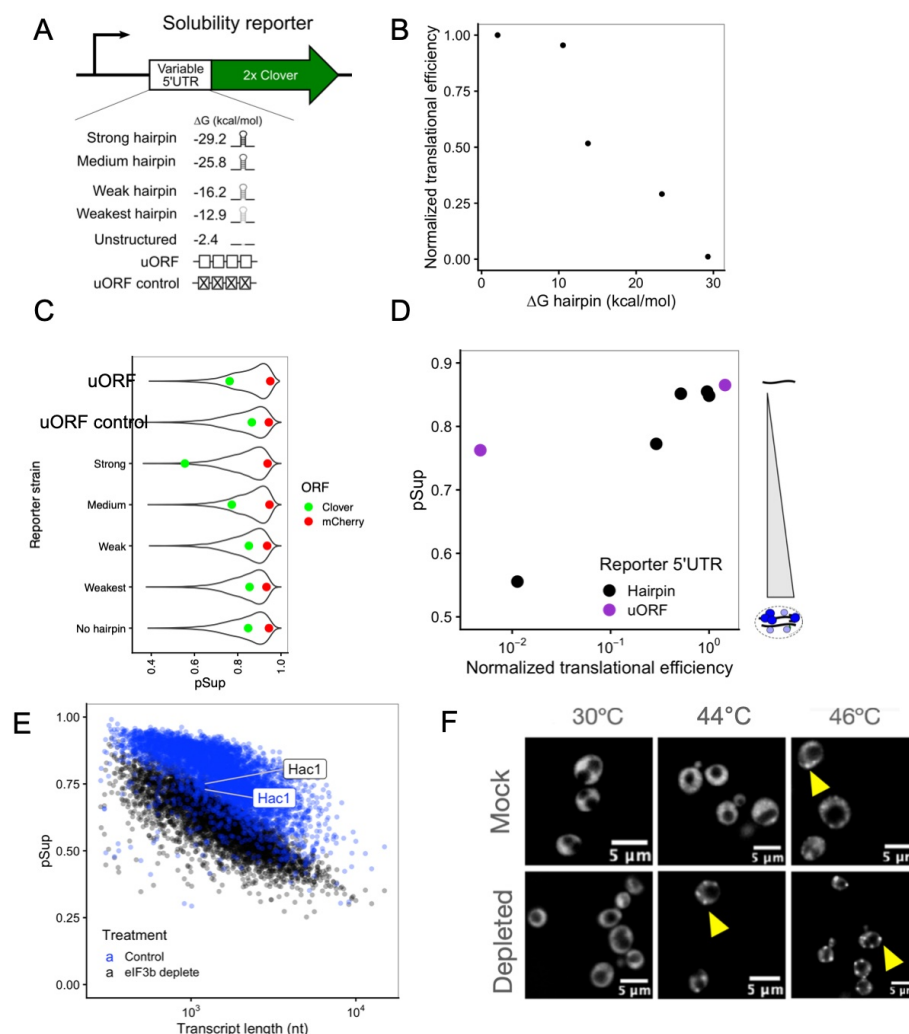 A
Solubility reporter
Variable
5'UTR
2x Clover
ΔG (kcal/mol)
Strong hairpin -29.2
Medium hairpin -25.8
Weak hairpin -16.2
Weakest hairpin -12.9
Unstructured -2.4
uORF
uORF control
B
Normalized translational efficiency
1.00
0.75
0.50
0.25
0.00
0 10 20 30
ΔG hairpin (kcal/mol)
C
Reporter strain
uORF
uORF control
Strong
Medium
Weak
Weakest
No hairpin
0.4 0.6 0.8 1.0
pSup
ORF
Clover
mCherry
D
pSup
0.9
0.8
0.7
0.6
0.5
Reporter 5'UTR
Hairpin
uORF
10⁻² 10⁻¹ 10⁰
Normalized translational efficiency
E
pSup
1.00
0.75
0.50
0.25
0.00
Hac1
Hac1
Treatment
a Control
a eIF3b deplete
10³ 10⁴
Transcript length (nt)
F
30°C 44°C 46°C
Mock
5 µm 5 µm 5 µm
Depleted
5 µm 5 µm 5 µm